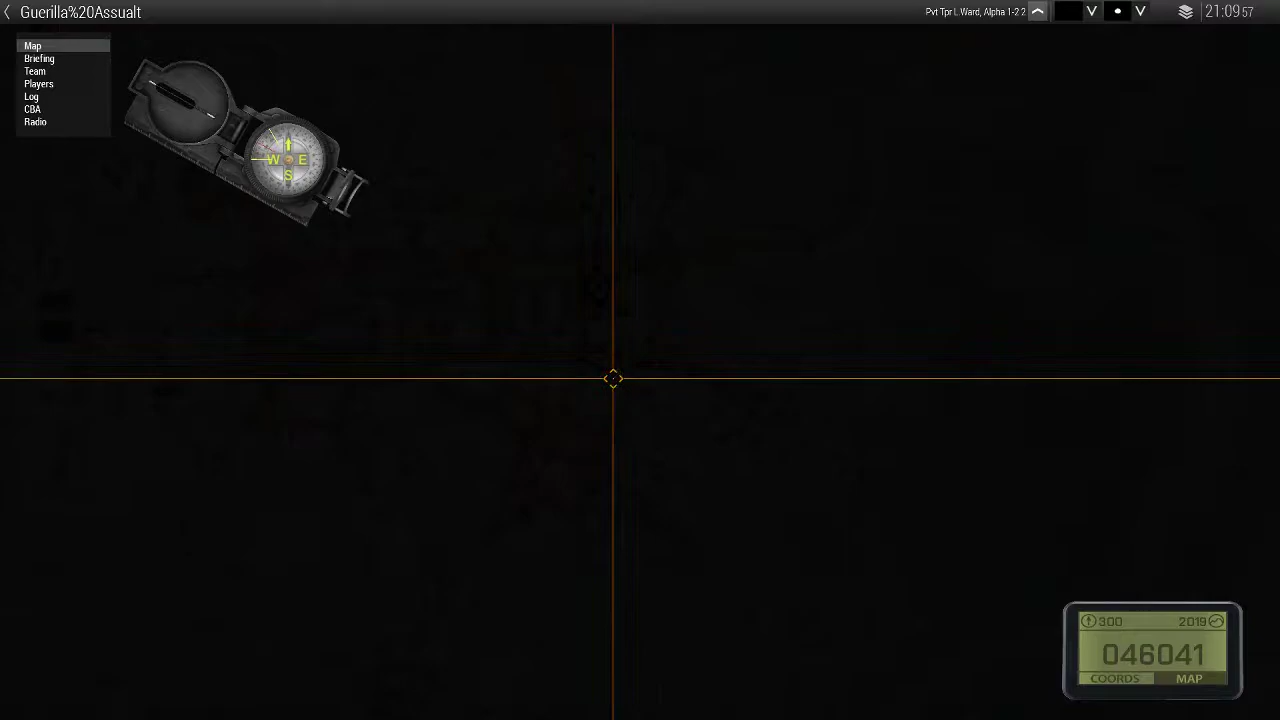 Guerilla%20Assualt
Pvt Tpr L Ward, Alpha 1-2 2
21:09 57
Map
Briefing
Team
Players
Log
CBA
Radio
W E
S
300 2019
046041
COORDS MAP